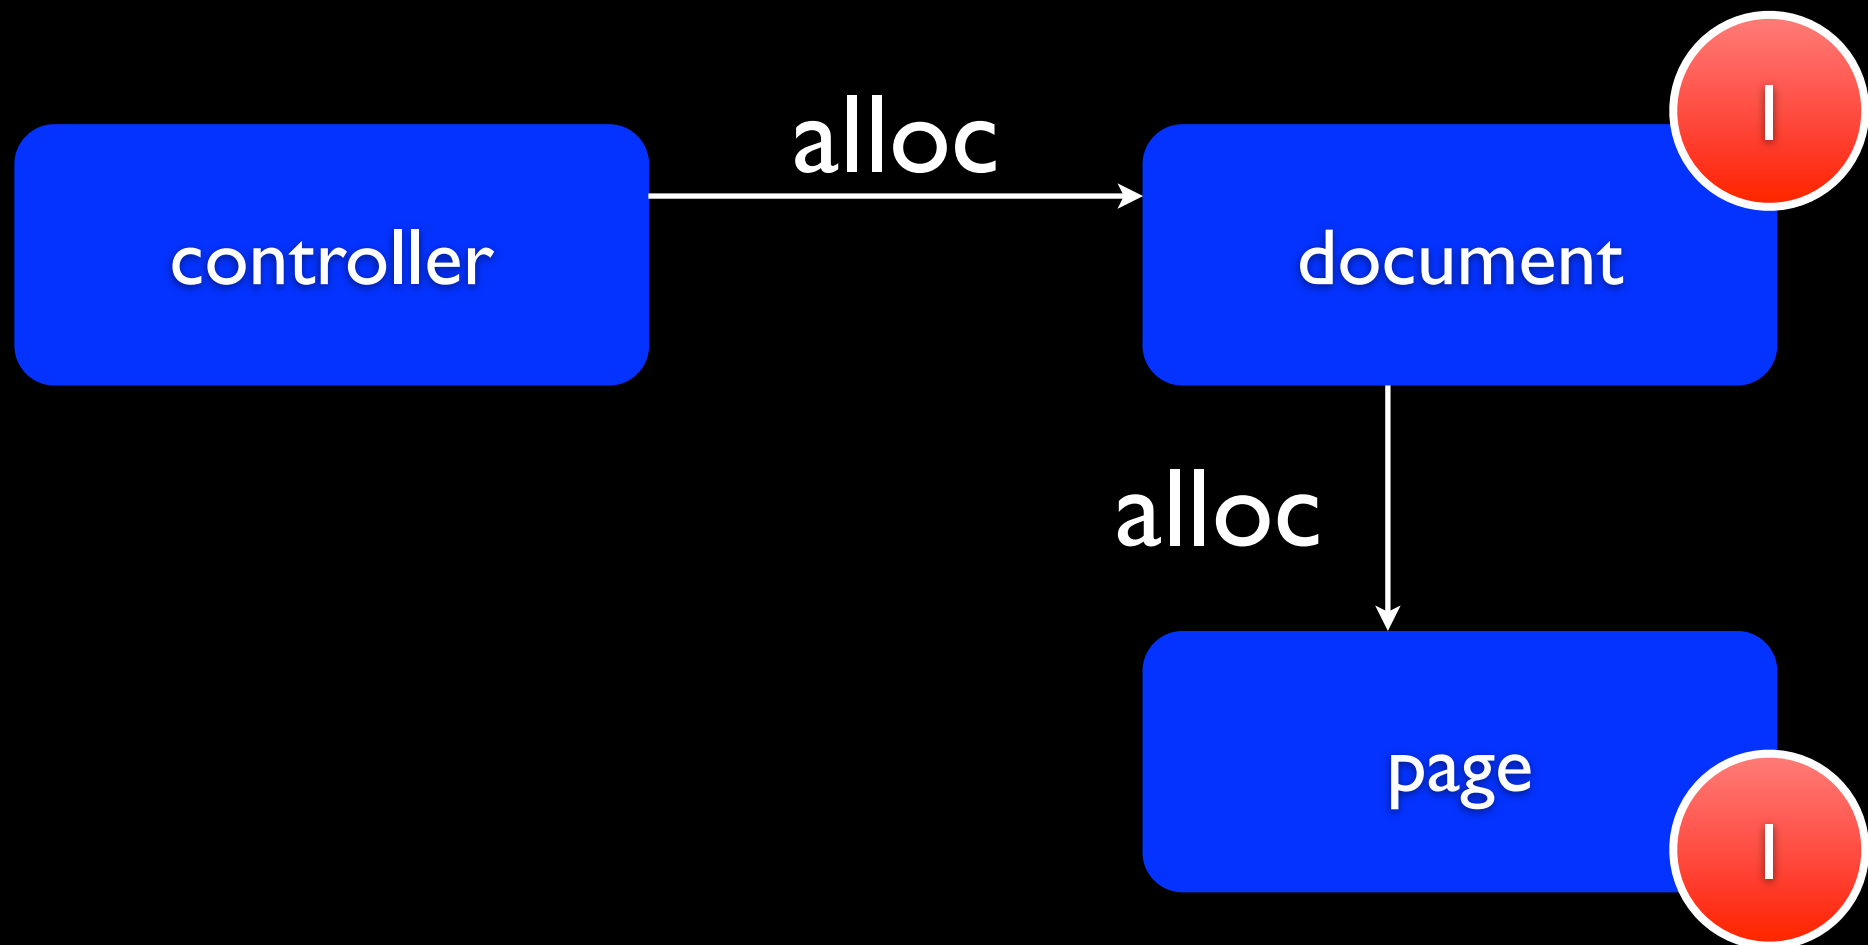 alloc
1
controller
document
alloc
page
1